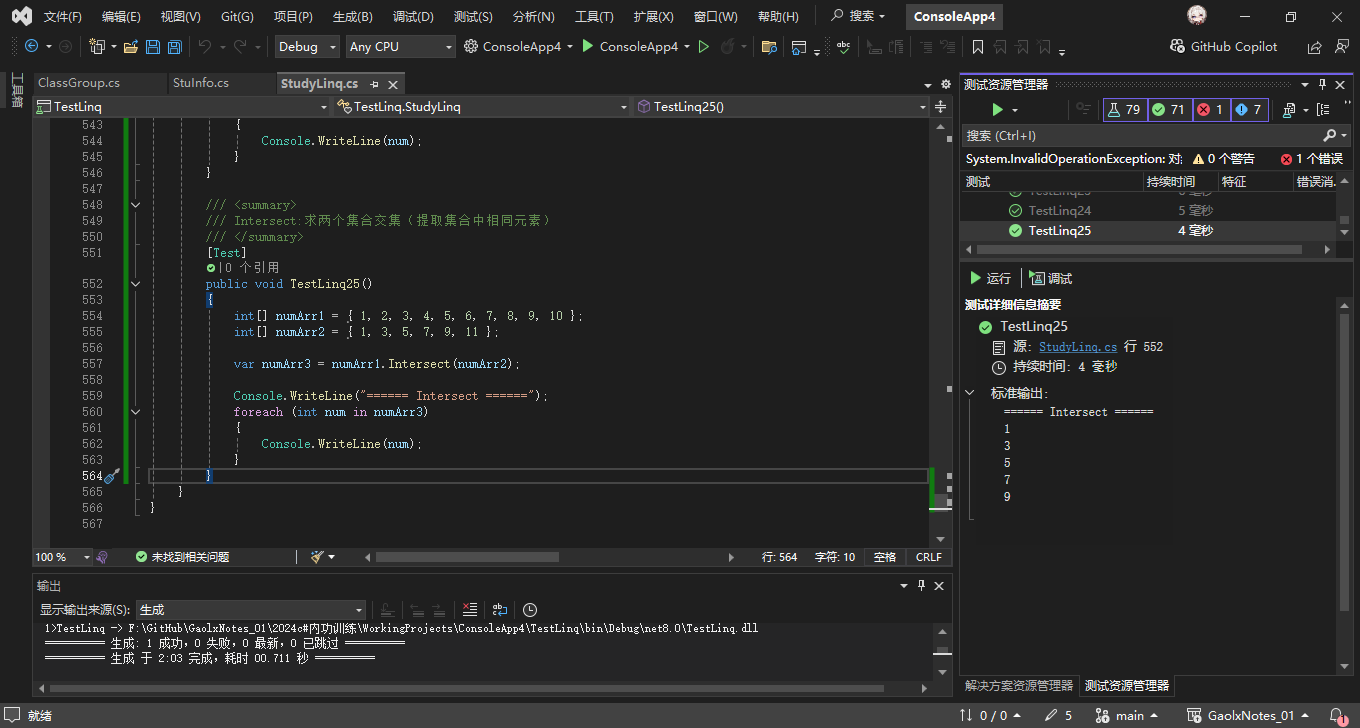 文件(F) 编辑(E) 视图(V) Git(G) 项目(P) 生成(B) 调试(D) 测试(S) 分析(N) 工具(T) 扩展(X) 窗口(W) 帮助(H) 搜索 ConsoleApp4
Debug Any CPU ConsoleApp4 ConsoleApp4 GitHub Copilot
工具箱
ClassGroup.cs StuInfo.cs StudyLinq.cs
TestLinq TestLinq.StudyLinq TestLinq25()
543 {
544 Console.WriteLine(num);
545 }
546 }
547
548 /// <summary>
549 /// Intersect:求两个集合交集（提取集合中相同元素）
550 /// </summary>
551 [Test]
|0 个引用
552 public void TestLinq25()
553 {
554 int[] numArr1 = { 1, 2, 3, 4, 5, 6, 7, 8, 9, 10 };
555 int[] numArr2 = { 1, 3, 5, 7, 9, 11 };
556
557 var numArr3 = numArr1.Intersect(numArr2);
558
559 Console.WriteLine("====== Intersect ======");
560 foreach (int num in numArr3)
561 {
562 Console.WriteLine(num);
563 }
564 }
565 }
566 }
567
100 % 未找到相关问题 行: 564 字符: 10 空格 CRLF
输出
显示输出来源(S): 生成
1>TestLinq -> F:\GitHub\GaolxNotes_01\2024c#内功训练\WorkingProjects\ConsoleApp4\TestLinq\bin\Debug\net8.0\TestLinq.dll
========== 生成: 1 成功，0 失败，0 最新，0 已跳过 ==========
========== 生成 于 2:03 完成，耗时 00.711 秒 ==========
测试资源管理器
79 71 1 7
搜索 (Ctrl+I)
System.InvalidOperationException: 对 0 个警告 1 个错误
测试 持续时间 特征 错误消
TestLinq24 5 毫秒
TestLinq25 4 毫秒
运行 调试
测试详细信息摘要
TestLinq25
源: StudyLinq.cs 行 552
持续时间: 4 毫秒
标准输出:
====== Intersect ======
1
3
5
7
9
解决方案资源管理器 测试资源管理器
就绪 0 / 0 5 main GaolxNotes_01 1